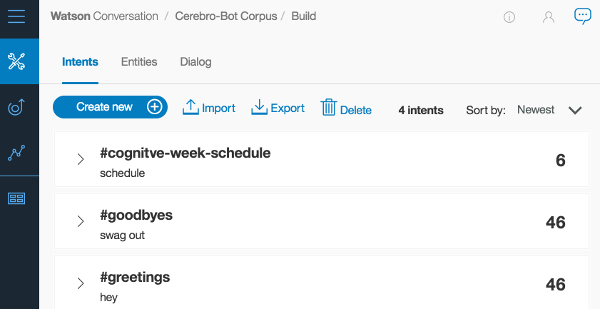 Watson Conversation / Cerebro-Bot Corpus / Build
Intents Entities Dialog
Create new Import Export Delete 4 intents Sort by: Newest
#cognitve-week-schedule 6
schedule
#goodbyes 46
swag out
#greetings 46
hey